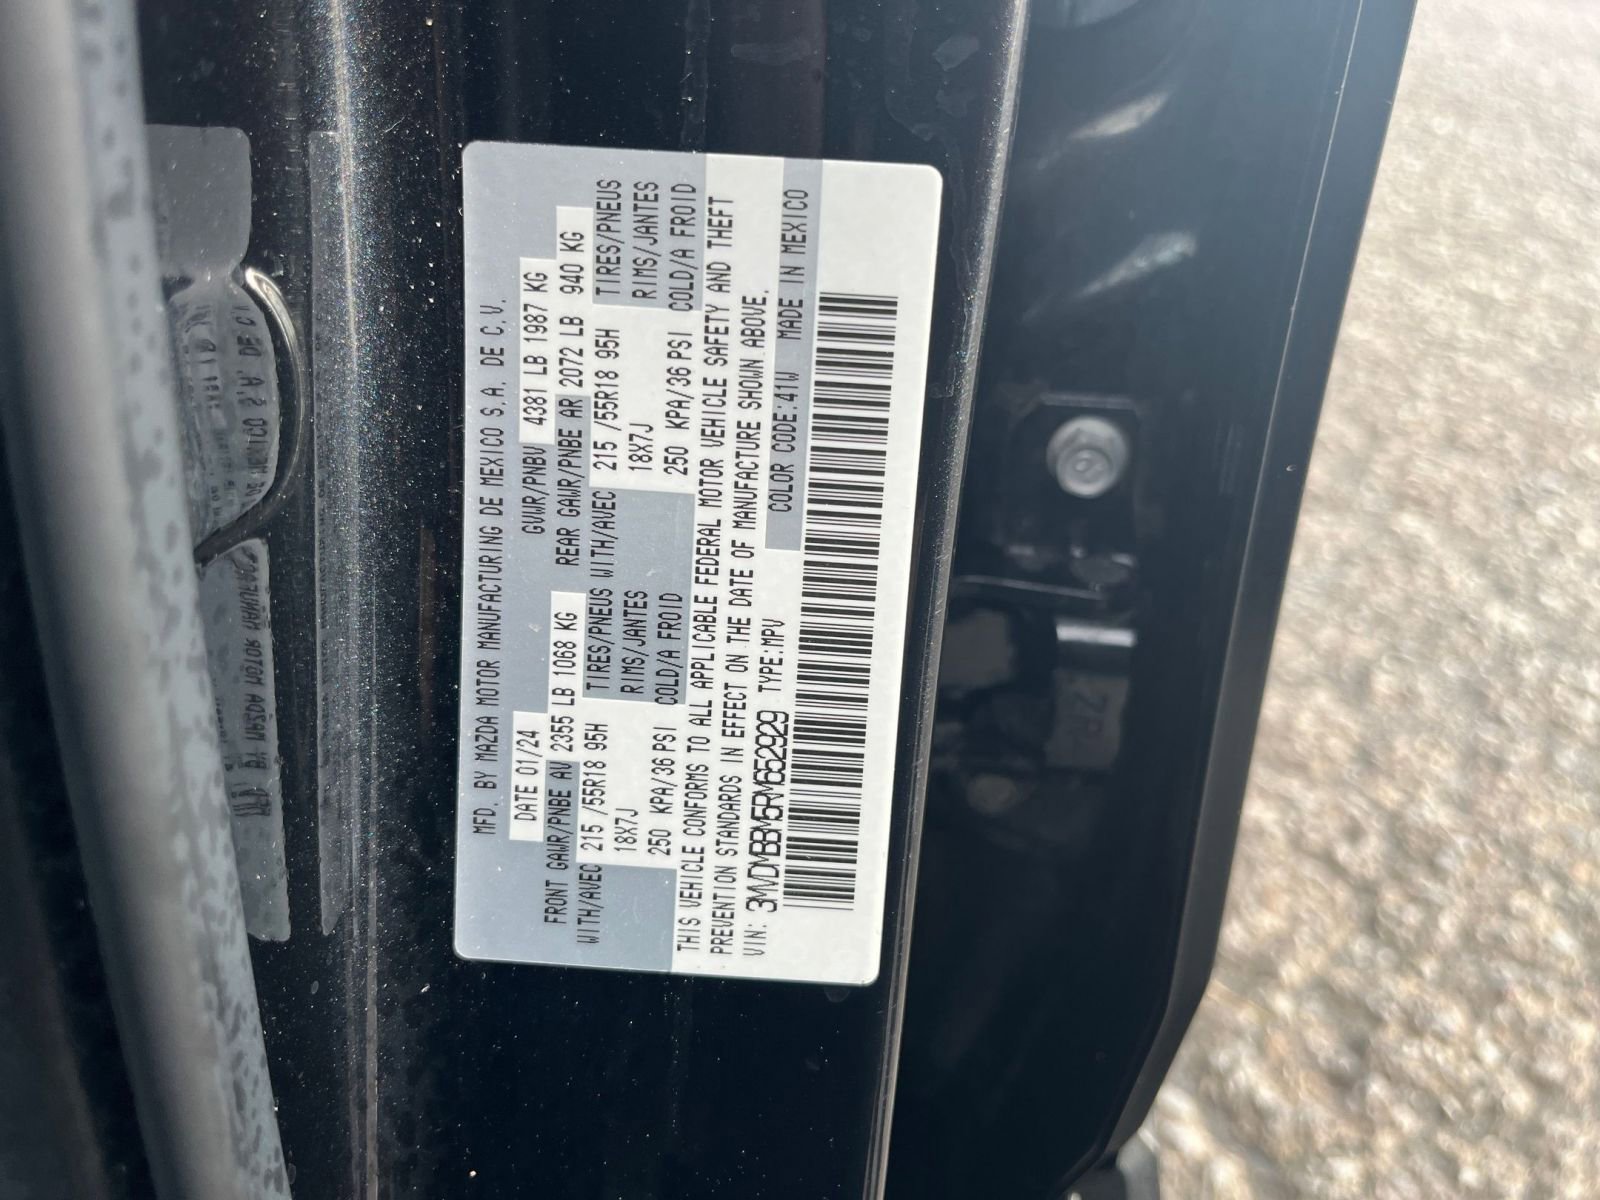 MFD. BY MAZDA MOTOR MANUFACTURING DE MEXICO S.A. DE C.V.
DATE 01/24 GVWR/PNBV 4381 LB 1987 KG
FRONT GAWR/PNBE AV 2355 LB 1068 KG REAR GAWR/PNBE AR 2072 LB 940 KG
WITH/AVEC 215 /55R18 95H TIRES/PNEUS WITH/AVEC 215 /55R18 95H TIRES/PNEUS
18X7J RIMS/JANTES 18X7J RIMS/JANTES
250 KPA/36 PSI COLD/A FROID 250 KPA/36 PSI COLD/A FROID
THIS VEHICLE CONFORMS TO ALL APPLICABLE FEDERAL MOTOR VEHICLE SAFETY AND THEFT
PREVENTION STANDARDS IN EFFECT ON THE DATE OF MANUFACTURE SHOWN ABOVE.
VIN: 3MVDMBBM5RM652929 TYPE:MPV COLOR CODE:41W MADE IN MEXICO